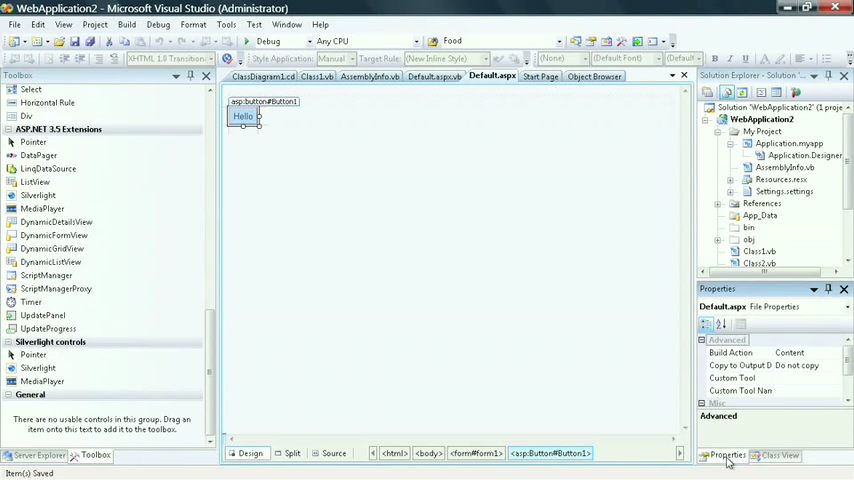 WebApplication2 - Microsoft Visual Studio (Administrator)
File Edit View Project Build Debug Format Tools Test Window Help
Debug Any CPU Food
XHTML 1.0 Transition: Style Application: Manual Target Rule: (New Inline Style) (None) (Default Font) (Default
Toolbox
Select
Horizontal Rule
Div
ASP.NET 3.5 Extensions
Pointer
DataPager
LinqDataSource
ListView
Silverlight
MediaPlayer
DynamicDetailsView
DynamicFormView
DynamicGridView
DynamicListView
ScriptManager
ScriptManagerProxy
Timer
UpdatePanel
UpdateProgress
Silverlight controls
Pointer
Silverlight
MediaPlayer
General
There are no usable controls in this group. Drag an
item onto this text to add it to the toolbox.
Server Explorer Toolbox
ClassDiagram1.cd Class1.vb AssemblyInfo.vb Default.aspx.vb Default.aspx Start Page Object Browser
asp:button#Button1
Hello
Design Split Source <html> <body> <form#form1> <asp:Button#Button1>
Solution Explorer - WebApplication2
Solution 'WebApplication2' (1 proje
WebApplication2
My Project
Application.myapp
Application.Designer
AssemblyInfo.vb
Resources.resx
Settings.settings
References
App_Data
bin
obj
Class1.vb
Class2.vb
Properties
Default.aspx File Properties
Advanced
Build Action Content
Copy to Output D Do not copy
Custom Tool
Custom Tool Nan
Misc
Advanced
Properties Class View
Item(s) Saved